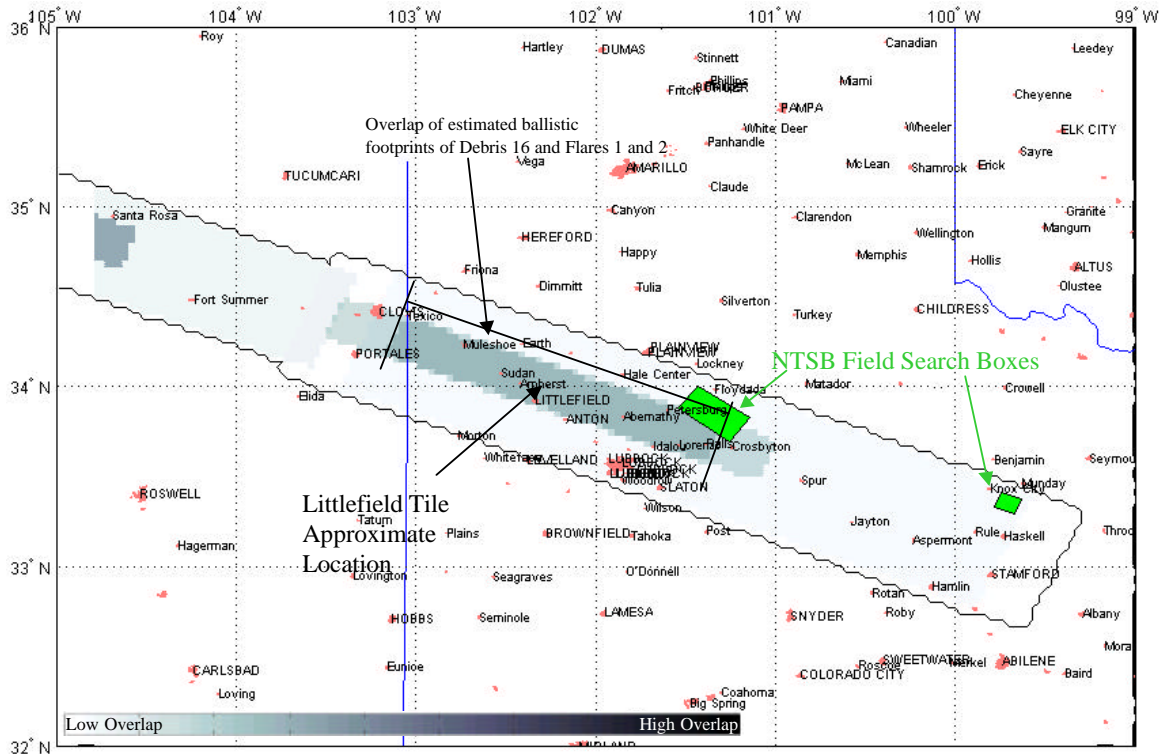 105° W 104° W 103° W 102° W 101° W 100° W 99° W
36° N
Roy
Hartley
DUMAS
Stinnett
Canadian
Leedey
Phillips
Fritch
Miami
Cheyenne
PAMPA
Overlap of estimated ballistic
footprints of Debris 16 and Flares 1 and 2
White Deer
Wheeler
ELK CITY
Panhandle
Sayre
Vega
AMARILLO
McLean
Shamrock
Erick
TUCUMCARI
Claude
35° N
Santa Rosa
Canyon
Clarendon
Granite
Mangum
HEREFORD
Wellington
Happy
Memphis
Hollis
ALTUS
Friona
Dimmitt
Tulia
Olustee
Fort Sumner
Silverton
CHILDRESS
CLOVIS
Texico
Turkey
Muleshoe
Earth
PLAINVIEW
PLAINVIEW
PORTALES
Lockney
NTSB Field Search Boxes
Sudan
Hale Center
34° N
Amherst
Floydada
Matador
Crowell
Elida
LITTLEFIELD
Petersburg
ANTON
Abernathy
Morton
Idalou
Lorenzo
Ralls
Crosbyton
Whiteface
LEVELLAND
LUBBOCK
Benjamin
Seymou
Woodrow
SLATON
Spur
Munday
Knox City
ROSWELL
Littlefield Tile
Approximate
Location
Wilson
Tatum
Plains
BROWNFIELD
Tahoka
Post
Jayton
Rule
Haskell
Throc
Hagerman
Aspermont
33° N
Lovington
Seagraves
O'Donnell
STAMFORD
Hamlin
Rotan
HOBBS
Seminole
LAMESA
SNYDER
Roby
Albany
Mora
CARLSBAD
Eunice
Roscoe
SWEETWATER
Merkel
ABILENE
Loving
COLORADO CITY
Baird
Coahoma
Big Spring
Low Overlap
High Overlap
32° N
MIDLAND